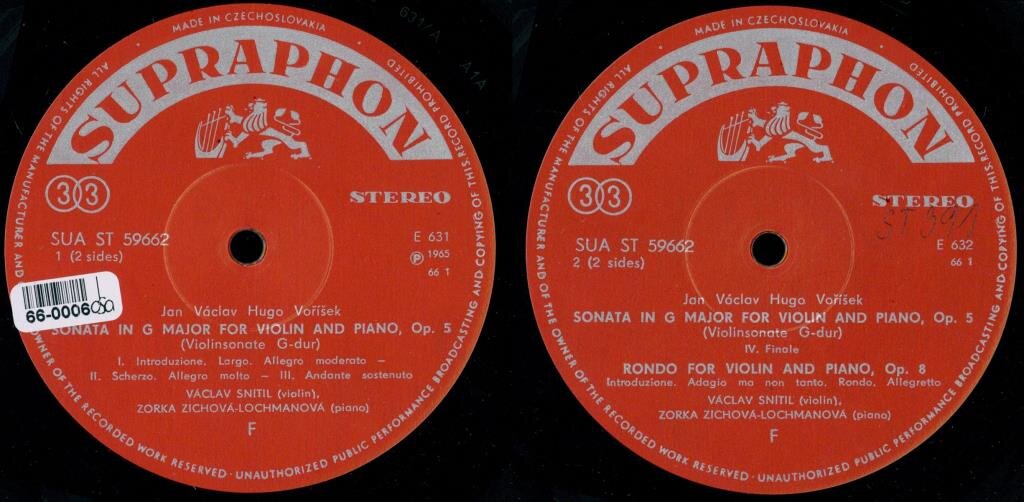 MADE IN CZECHOSLOVAKIA
ALL RIGHTS OF THE MANUFACTURER AND OF THE OWNER OF THE RECORDED WORK RESERVED · UNAUTHORIZED PUBLIC PERFORMANCE BROADCASTING AND COPYING OF THIS RECORD PROHIBITED
SUPRAPHON
33
STEREO
SUA ST 59662
1 (2 sides)
E 631
Ⓟ 1965
66 1
66-0006
Jan Václav Hugo Voříšek
SONATA IN G MAJOR FOR VIOLIN AND PIANO, Op. 5
(Violinsonate G-dur)
I. Introduzione. Largo. Allegro moderato –
II. Scherzo. Allegro molto – III. Andante sostenuto
VÁCLAV SNÍTIL (violin),
ZORKA ZICHOVÁ-LOCHMANOVÁ (piano)
F
631/A
A1A
MADE IN CZECHOSLOVAKIA
ALL RIGHTS OF THE MANUFACTURER AND OF THE OWNER OF THE RECORDED WORK RESERVED · UNAUTHORIZED PUBLIC PERFORMANCE BROADCASTING AND COPYING OF THIS RECORD PROHIBITED
SUPRAPHON
33
STEREO
SUA ST 59662
2 (2 sides)
E 632
66 1
Jan Václav Hugo Voříšek
SONATA IN G MAJOR FOR VIOLIN AND PIANO, Op. 5
(Violinsonate G-dur)
IV. Finale
RONDO FOR VIOLIN AND PIANO, Op. 8
Introduzione. Adagio ma non tanto. Rondo. Allegretto
VÁCLAV SNÍTIL (violin),
ZORKA ZICHOVÁ-LOCHMANOVÁ (piano)
F